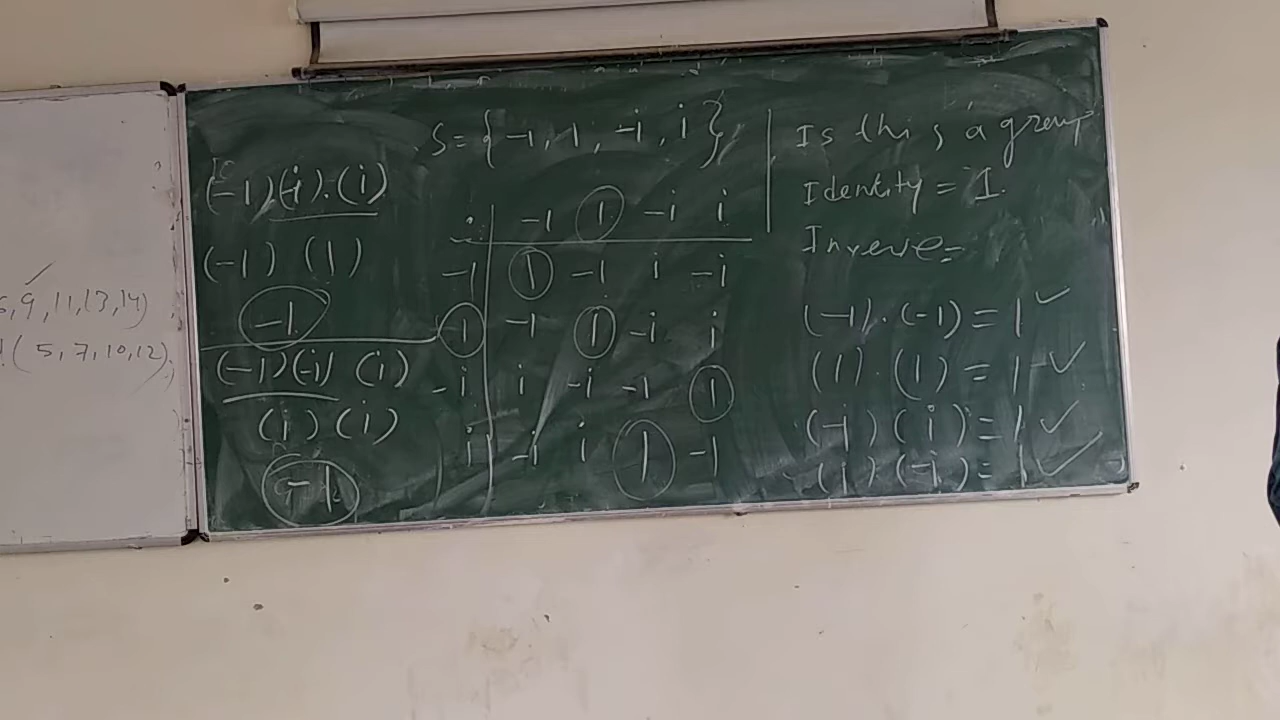 9, 11, 13, 14)
( 5, 7, 10, 12)
(-1)(-i).(i)
(-1) (1)
-1
(-1)(-i) (i)
(i)(i)
-1
S = {-1, 1, -i, i}
. | -1 1 -i i
-1 | 1 -1 i -i
1 | -1 1 -i i
-i | i -i -1 1
i | -i i 1 -1
Is this a group
Identity = 1.
Inverse =
(-1).(-1) = 1 ✓
(1).(1) = 1 ✓
(-i)(i) = 1 ✓
(i)(-i) = 1 ✓